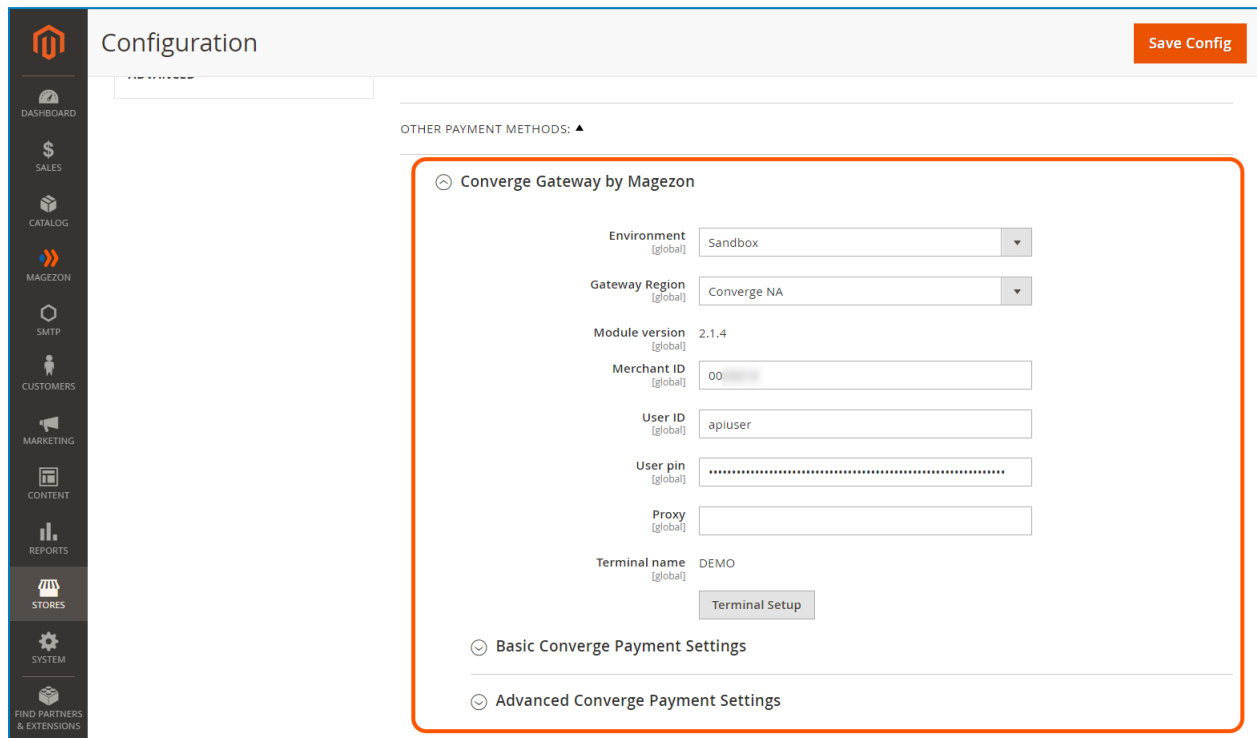 Configuration
Save Config
DASHBOARD
$
SALES
CATALOG
MAGEZON
SMTP
CUSTOMERS
MARKETING
CONTENT
REPORTS
STORES
SYSTEM
FIND PARTNERS
& EXTENSIONS
ADVANCED
OTHER PAYMENT METHODS:
Converge Gateway by Magezon
Environment
[global]
Sandbox
Gateway Region
[global]
Converge NA
Module version 2.1.4
[global]
Merchant ID
[global]
00
User ID
[global]
apiuser
User pin
[global]
Proxy
[global]
Terminal name DEMO
[global]
Terminal Setup
Basic Converge Payment Settings
Advanced Converge Payment Settings